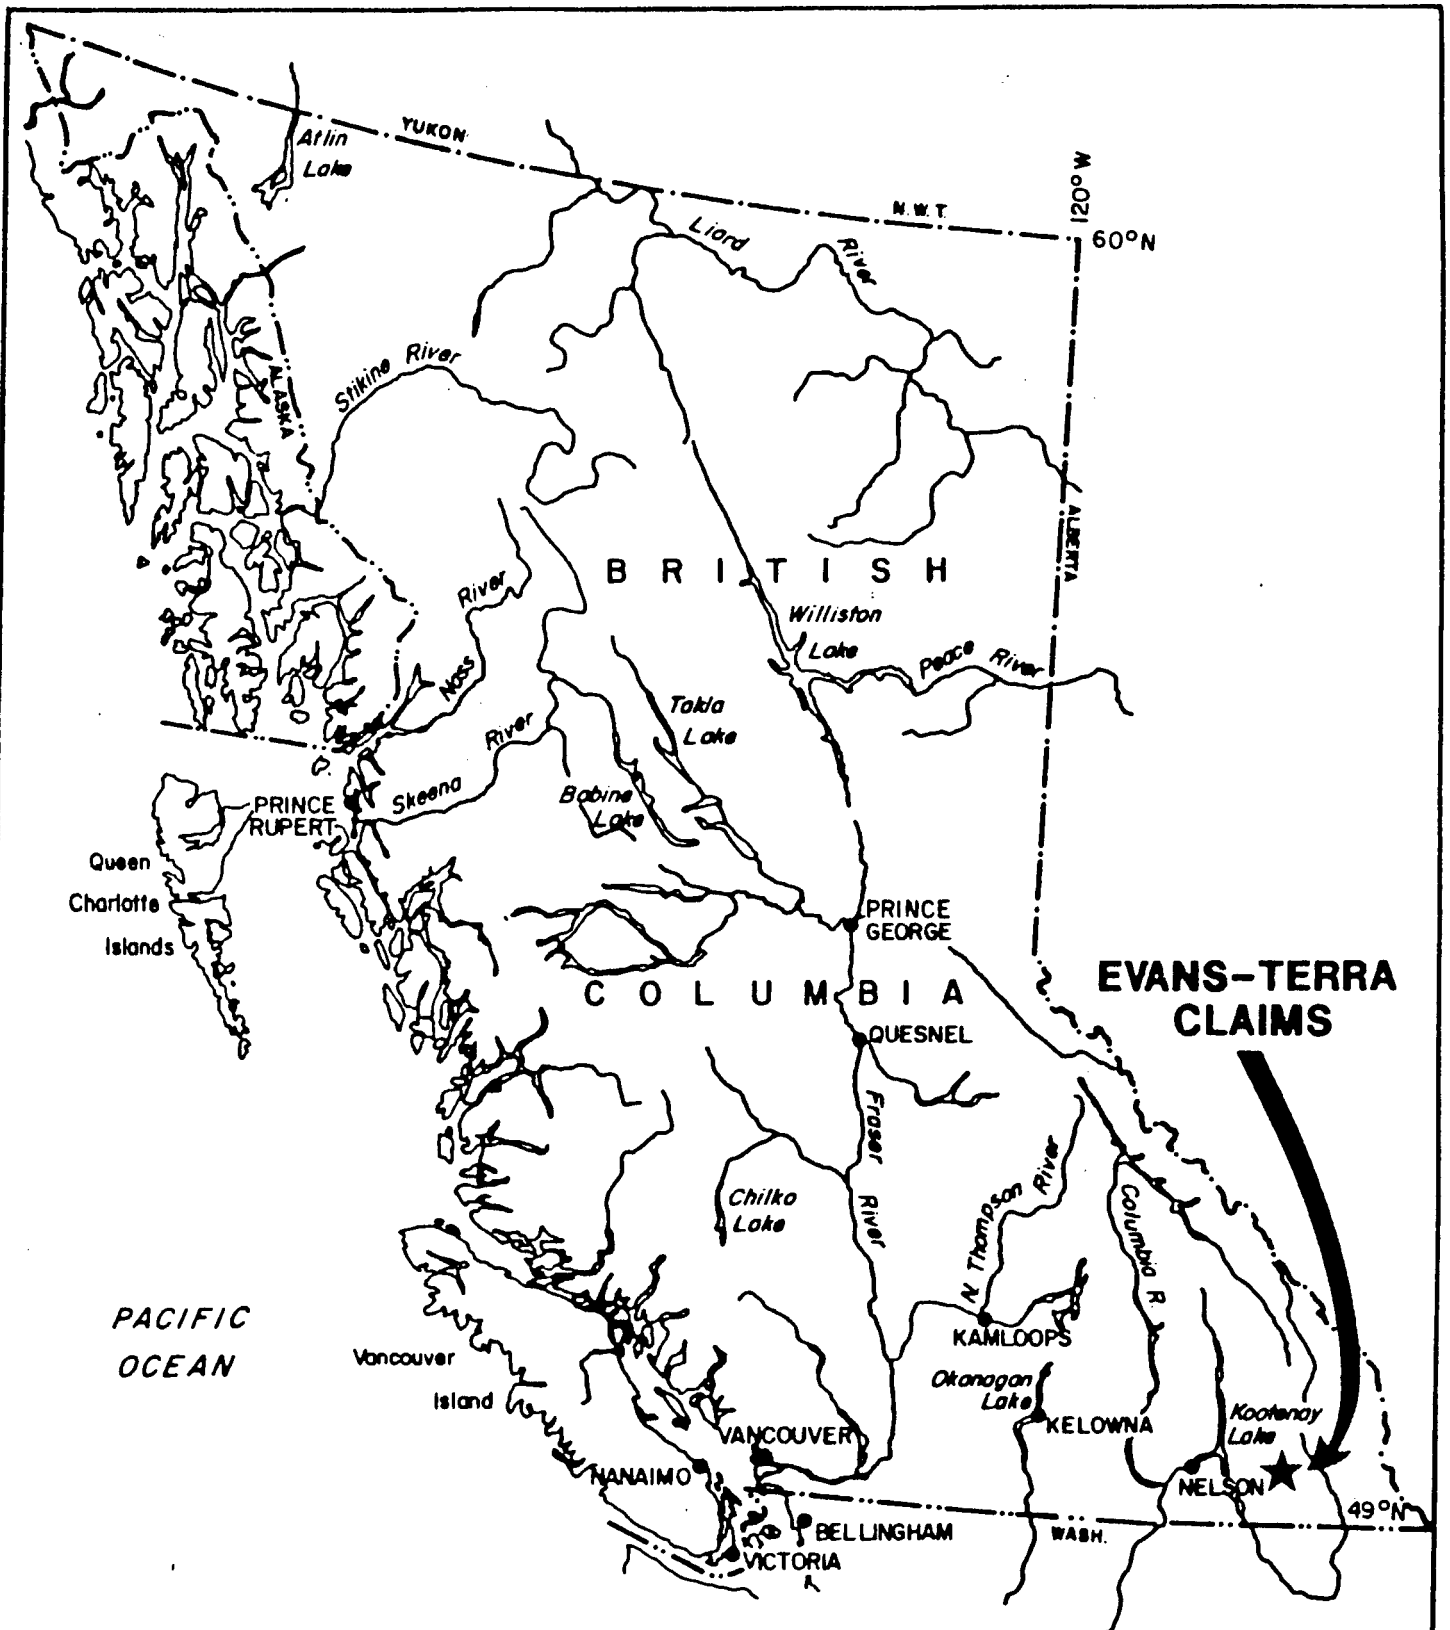 Atlin
Lake
YUKON
N.W.T.
120°W
60°N
Liard
River
Stikine River
ALASKA
ALBERTA
BRITISH
Williston
Lake
Peace River
Nass
River
Takla
Lake
Skeena
River
Babine
Lake
PRINCE
RUPERT
Queen
Charlotte
Islands
PRINCE
GEORGE
COLUMBIA
EVANS-TERRA
CLAIMS
QUESNEL
Fraser
River
Chilko
Lake
N. Thompson River
Columbia R.
KAMLOOPS
PACIFIC
OCEAN
Vancouver
Island
Okanagan
Lake
KELOWNA
Kootenay
Lake
VANCOUVER
NANAIMO
NELSON
49°N
BELLINGHAM
WASH.
VICTORIA